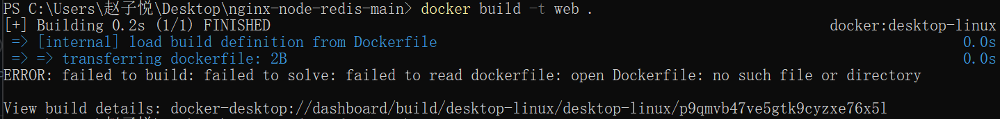 PS C:\Users\赵子悦\Desktop\nginx-node-redis-main> docker build -t web .
[+] Building 0.2s (1/1) FINISHED docker:desktop-linux
=> [internal] load build definition from Dockerfile 0.0s
=> => transferring dockerfile: 2B 0.0s
ERROR: failed to build: failed to solve: failed to read dockerfile: open Dockerfile: no such file or directory
View build details: docker-desktop://dashboard/build/desktop-linux/desktop-linux/p9qmvb47ve5gtk9cyzxe76x5l